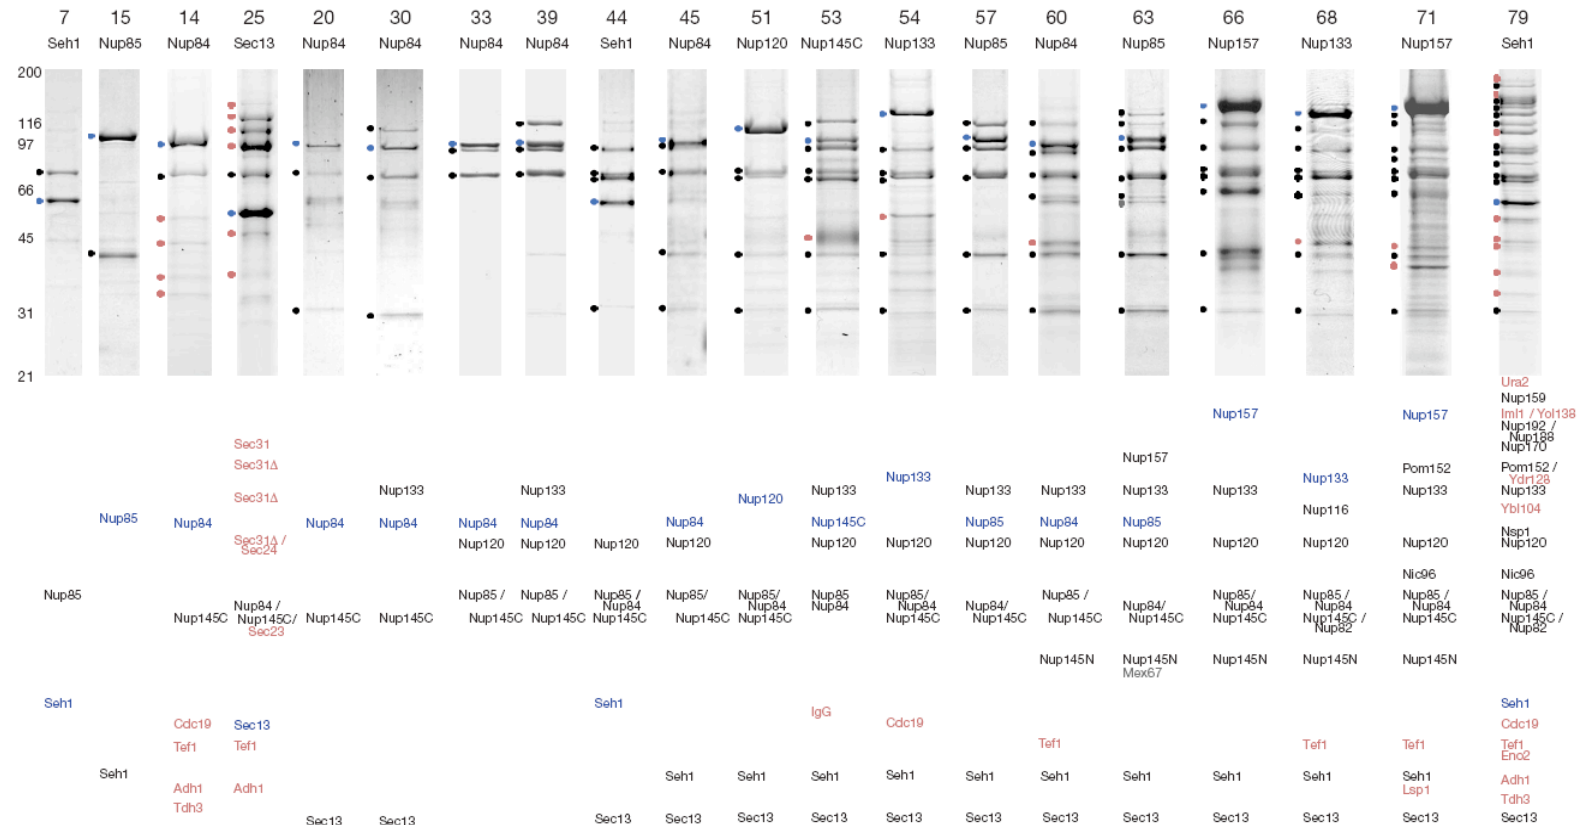 7 15 14 25 20 30 33 39 44 45 51 53 54 57 60 63 66 68 71 79
Seh1 Nup85 Nup84 Sec13 Nup84 Nup84 Nup84 Nup84 Seh1 Nup84 Nup120 Nup145C Nup133 Nup85 Nup84 Nup85 Nup157 Nup133 Nup157 Seh1
200
116
97
66
45
31
21
Ura2
Nup159
Nup157 Nup157 Iml1 / Yol138
Nup192 /
Nup188
Sec31 Nup170
Nup157
Sec31Δ Pom152 Pom152 /
Nup133 Nup133 Ydr128
Nup133 Nup133 Nup133 Nup133 Nup133 Nup133 Nup133 Nup133 Nup133
Sec31Δ Nup120
Nup116 Ybl104
Nup85 Nup84 Nup84 Nup84 Nup84 Nup84 Nup84 Nup145C Nup85 Nup84 Nup85
Nsp1
Sec31Δ / Nup120 Nup120 Nup120 Nup120 Nup120 Nup120 Nup120 Nup120 Nup120 Nup120 Nup120 Nup120 Nup120
Sec24
Nic96 Nic96
Nup85 Nup85 / Nup85 / Nup85 / Nup85/ Nup85/ Nup85 Nup85/ Nup85 / Nup85/ Nup85 / Nup85 / Nup85 /
Nup84 / Nup84 Nup84 Nup84 Nup84 Nup84/ Nup84/ Nup84 Nup84 Nup84 Nup84
Nup145C Nup145C/ Nup145C Nup145C Nup145C Nup145C Nup145C Nup145C Nup145C Nup145C Nup145C Nup145C Nup145C Nup145C Nup145C / Nup145C Nup145C /
Sec23 Nup82 Nup82
Nup145N Nup145N Nup145N Nup145N Nup145N
Mex67
Seh1 Seh1 Seh1
IgG
Cdc19 Sec13 Cdc19 Cdc19
Tef1 Tef1 Tef1 Tef1 Tef1 Tef1
Eno2
Seh1 Seh1 Seh1 Seh1 Seh1 Seh1 Seh1 Seh1 Seh1 Seh1 Seh1
Adh1 Adh1 Lsp1 Adh1
Tdh3 Tdh3
Sec13 Sec13 Sec13 Sec13 Sec13 Sec13 Sec13 Sec13 Sec13 Sec13 Sec13 Sec13 Sec13 Sec13